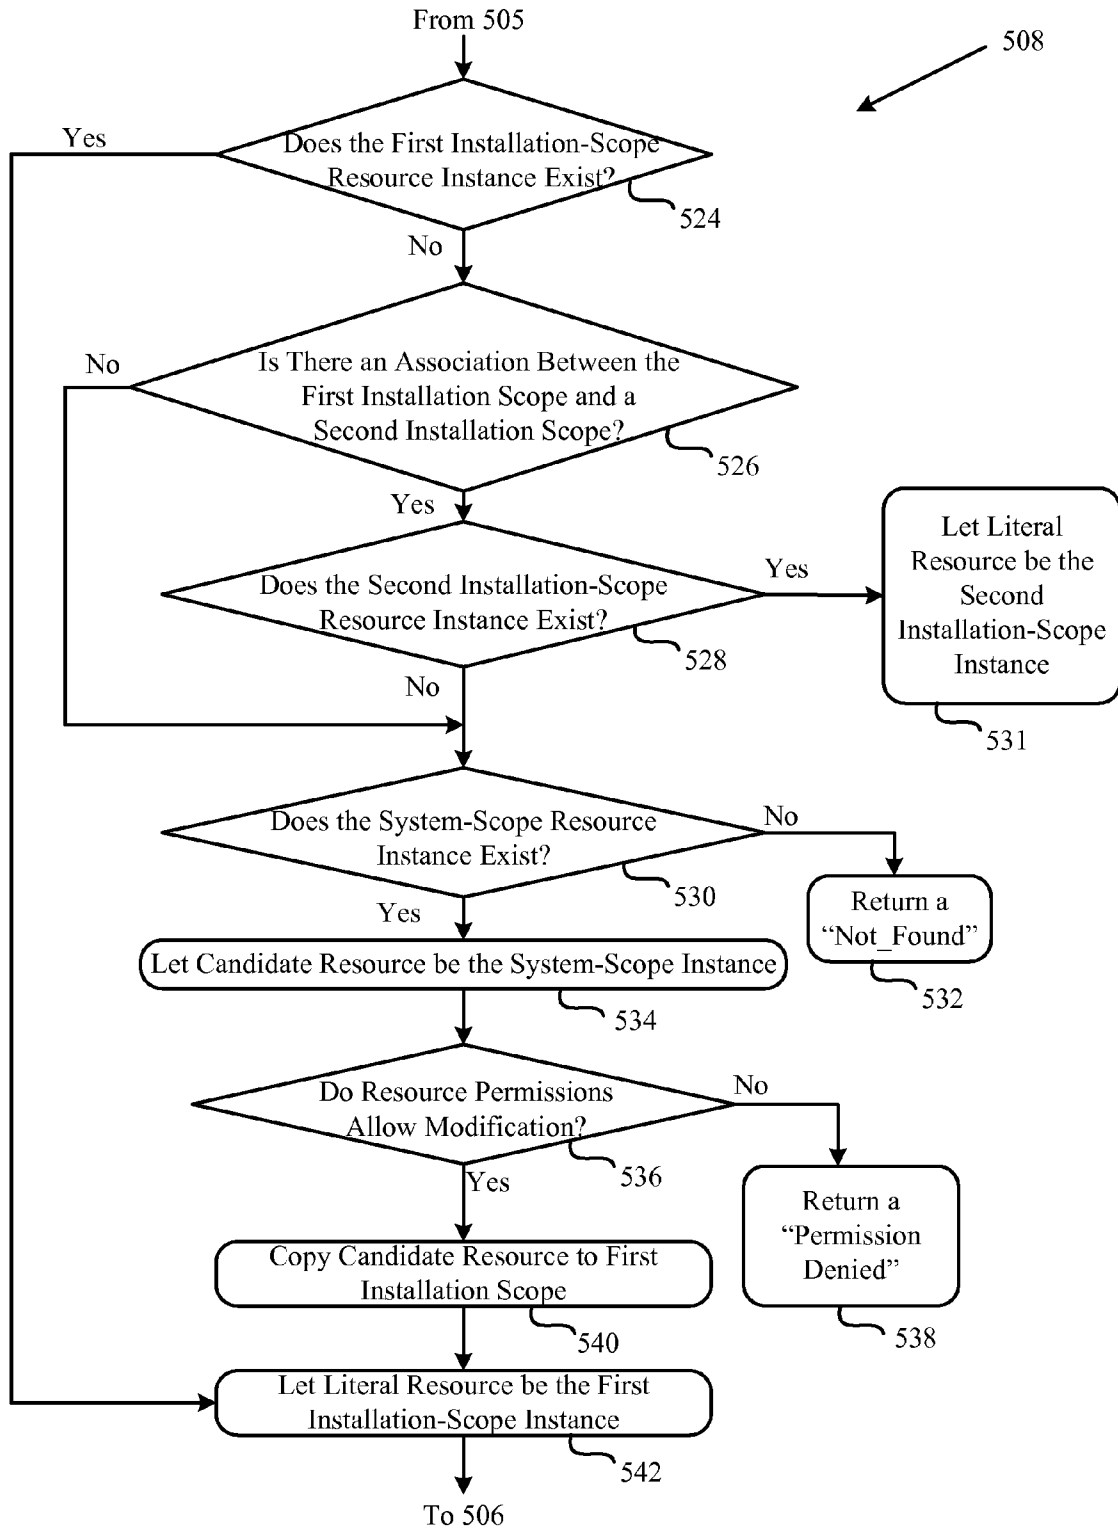 From 505
508
Yes
Does the First Installation-Scope
Resource Instance Exist?
524
No
No
Is There an Association Between the
First Installation Scope and a
Second Installation Scope?
526
Yes
Does the Second Installation-Scope
Resource Instance Exist?
528
Yes
Let Literal
Resource be the
Second
Installation-Scope
Instance
531
No
Does the System-Scope Resource
Instance Exist?
530
No
Return a
“Not_Found”
532
Yes
Let Candidate Resource be the System-Scope Instance
534
Do Resource Permissions
Allow Modification?
536
No
Return a
“Permission
Denied”
538
Yes
Copy Candidate Resource to First
Installation Scope
540
Let Literal Resource be the First
Installation-Scope Instance
542
To 506